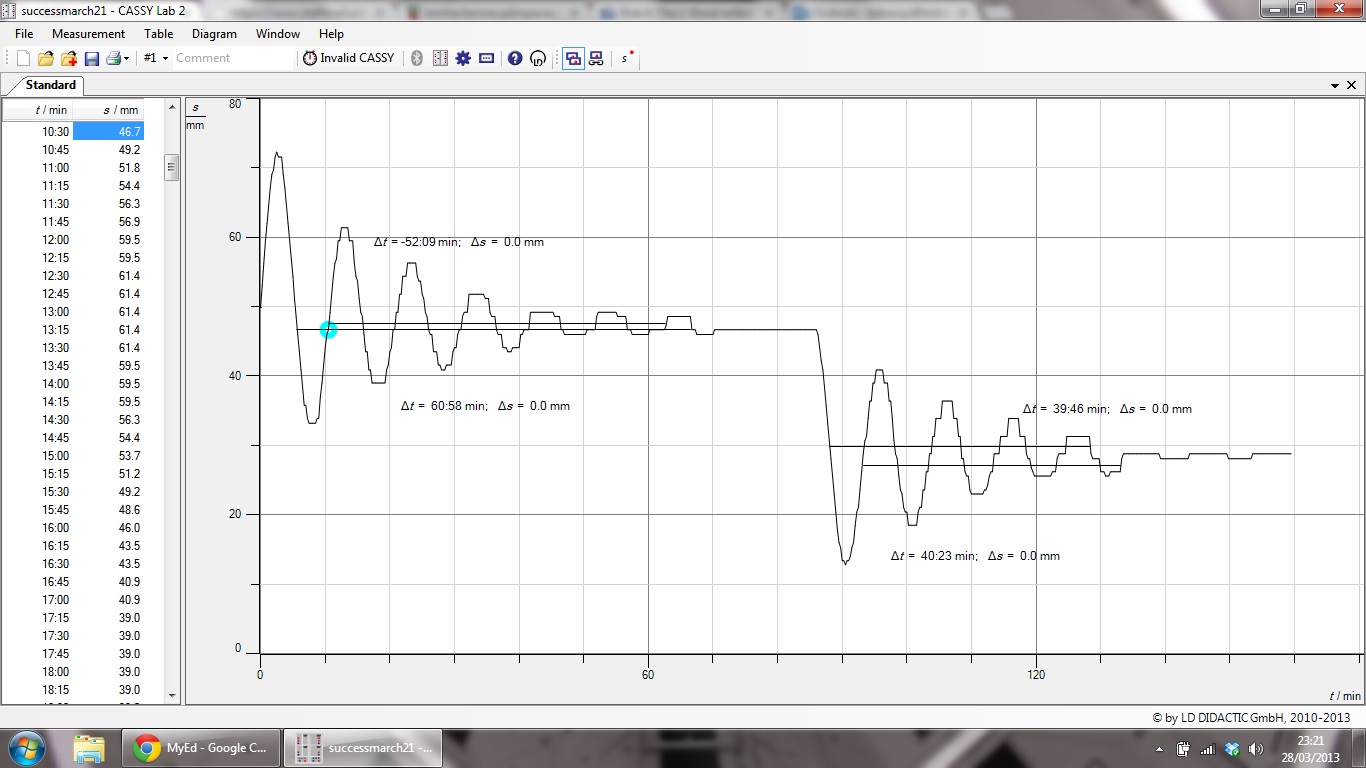 successmarch21 - CASSY Lab 2
File Measurement Table Diagram Window Help
#1 Comment Invalid CASSY s
Standard
t / min s / mm
10:30 46.7
10:45 49.2
11:00 51.8
11:15 54.4
11:30 56.3
11:45 56.9
12:00 59.5
12:15 59.5
12:30 61.4
12:45 61.4
13:00 61.4
13:15 61.4
13:30 61.4
13:45 59.5
14:00 59.5
14:15 59.5
14:30 56.3
14:45 54.4
15:00 53.7
15:15 51.2
15:30 49.2
15:45 48.6
16:00 46.0
16:15 43.5
16:30 43.5
16:45 40.9
17:00 40.9
17:15 39.0
17:30 39.0
17:45 39.0
18:00 39.0
18:15 39.0
s
mm
80
60
40
20
0
Δt = -52:09 min; Δs = 0.0 mm
Δt = 60:58 min; Δs = 0.0 mm
Δt = 39:46 min; Δs = 0.0 mm
Δt = 40:23 min; Δs = 0.0 mm
0 60 120
t / min
© by LD DIDACTIC GmbH, 2010-2013
MyEd - Google C...
successmarch21 -...
23:21
28/03/2013